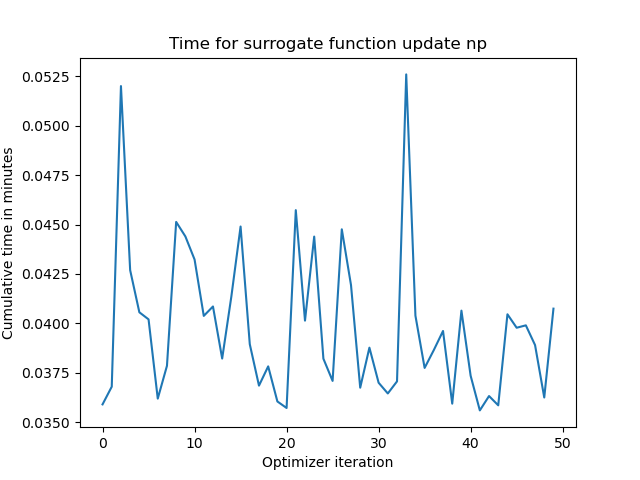 Time for surrogate function update np
Cumulative time in minutes
0.0525
0.0500
0.0475
0.0450
0.0425
0.0400
0.0375
0.0350
0 10 20 30 40 50
Optimizer iteration